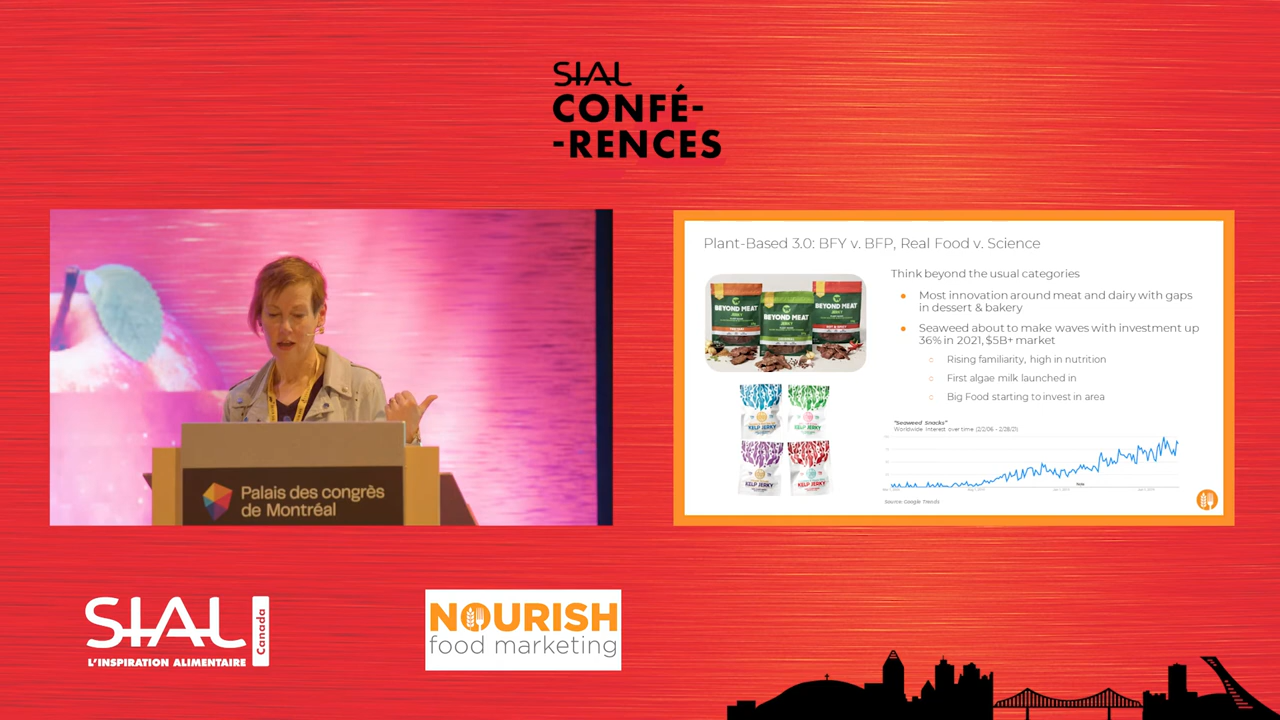 SIAL
CONFÉ-
-RENCES
Palais des congrès
de Montréal
Plant-Based 3.0: BFY v. BFP, Real Food v. Science
Think beyond the usual categories
Most innovation around meat and dairy with gaps
in dessert & bakery
Seaweed about to make waves with investment up
36% in 2021, $5B+ market
Rising familiarity, high in nutrition
First algae milk launched in
Big Food starting to invest in area
BEYOND MEAT
JERKY
BEYOND MEAT
JERKY
BEYOND MEAT
JERKY
KELP JERKY
KELP JERKY
KELP JERKY
KELP JERKY
"Seaweed Snacks"
Source: Google Trends
SIAL
Canada
L'INSPIRATION ALIMENTAIRE
NOURISH
food marketing